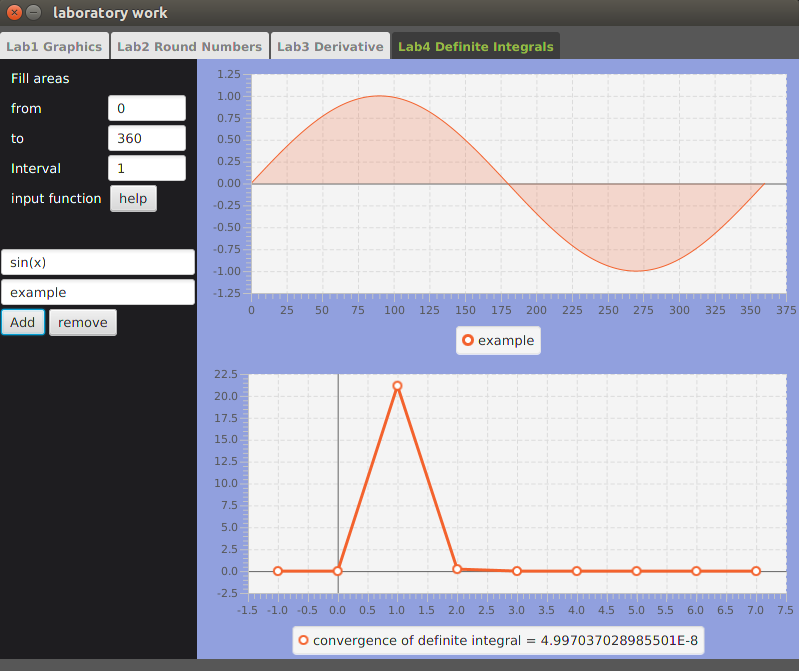 laboratory work
Lab1 Graphics Lab2 Round Numbers Lab3 Derivative Lab4 Definite Integrals
Fill areas
from 0
to 360
Interval 1
input function help
sin(x)
example
Add remove
1.25
1.00
0.75
0.50
0.25
0.00
-0.25
-0.50
-0.75
-1.00
-1.25
0 25 50 75 100 125 150 175 200 225 250 275 300 325 350 375
example
22.5
20.0
17.5
15.0
12.5
10.0
7.5
5.0
2.5
0.0
-2.5
-1.5 -1.0 -0.5 0.0 0.5 1.0 1.5 2.0 2.5 3.0 3.5 4.0 4.5 5.0 5.5 6.0 6.5 7.0 7.5
convergence of definite integral = 4.997037028985501E-8